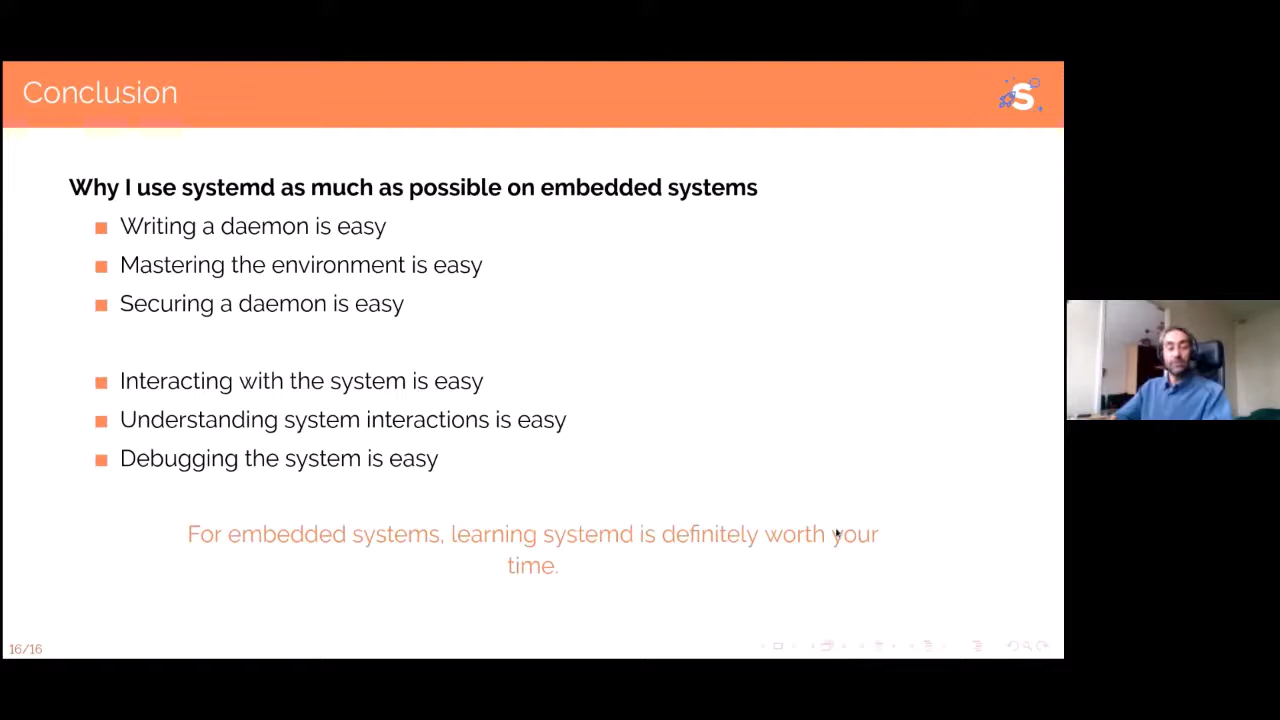 Conclusion
S
Why I use systemd as much as possible on embedded systems
Writing a daemon is easy
Mastering the environment is easy
Securing a daemon is easy
Interacting with the system is easy
Understanding system interactions is easy
Debugging the system is easy
For embedded systems, learning systemd is definitely worth your
time.
16/16